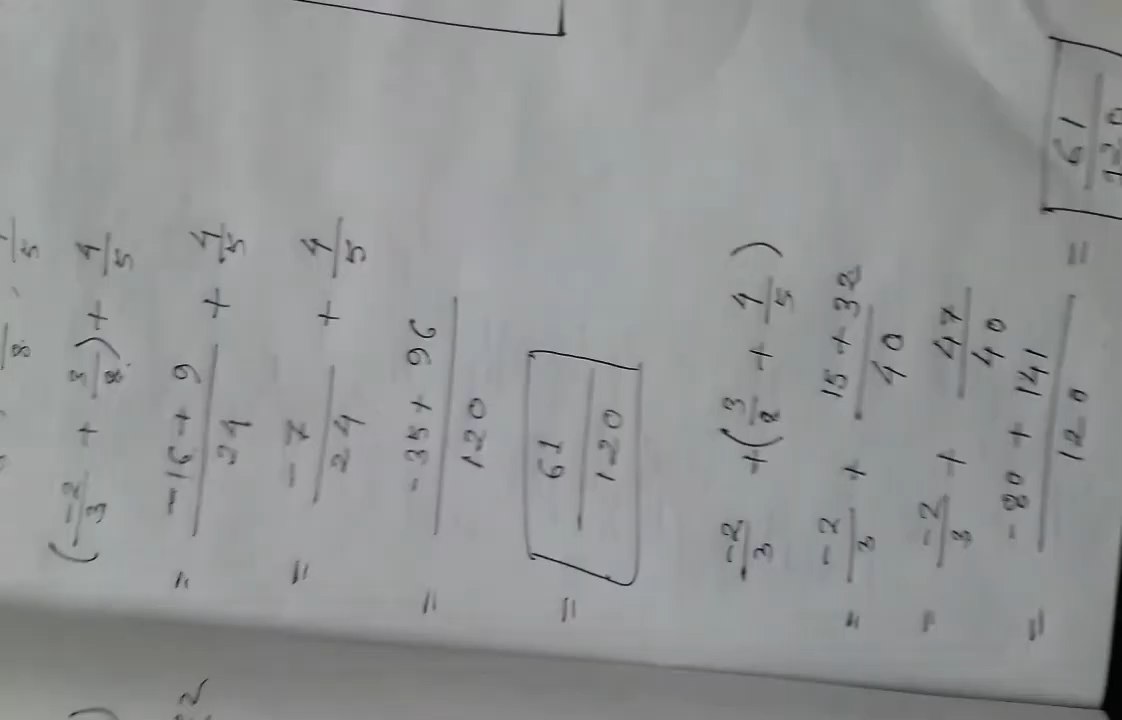 (-2/3 + 3/8) + 4/5
= -16+9/24 + 4/5
= -7/24 + 4/5
= -35+96/120
= 61/120
-2/3 + (3/8 + 4/5)
= -2/3 + 15+32/40
= -2/3 + 47/40
= -80+141/120 = 61/120